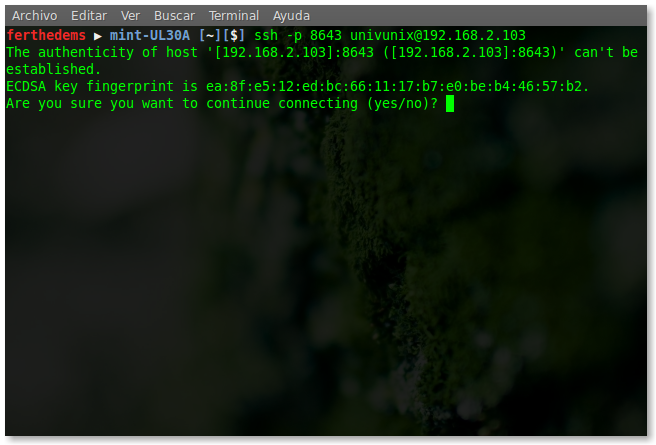 Archivo Editar Ver Buscar Terminal Ayuda
ferthedems ▶ mint-UL30A [~][$] ssh -p 8643 univunix@192.168.2.103
The authenticity of host '[192.168.2.103]:8643 ([192.168.2.103]:8643)' can't be
established.
ECDSA key fingerprint is ea:8f:e5:12:ed:bc:66:11:17:b7:e0:be:b4:46:57:b2.
Are you sure you want to continue connecting (yes/no)?